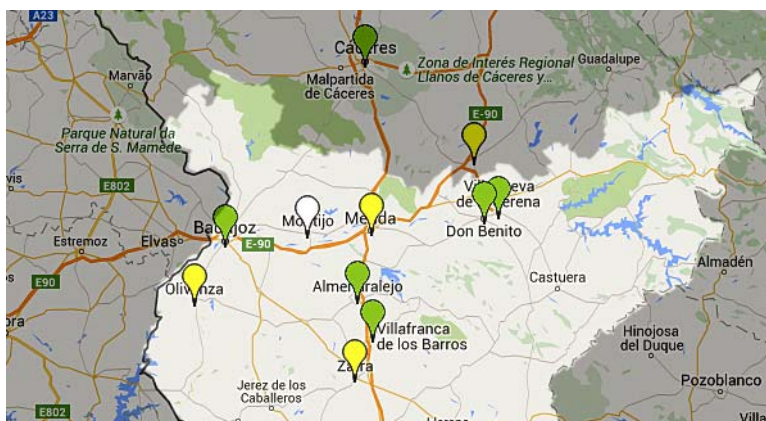 A23
Cáceres
Marvão
Malpartida
de Cáceres
Zona de Interés Regional
Llanos de Cáceres y...
Guadalupe
E-90
Parque Natural da
Serra de S. Mamede
E802
Estremoz
Elvas
Badajoz
E-90
Montijo
Mérida
Villanueva
de la Serena
Don Benito
E90
Olivenza
Almendralejo
Castuera
Almadén
Villafranca
de los Barros
Hinojosa
del Duque
Zafra
Jerez de los
Caballeros
Pozoblanco
E802